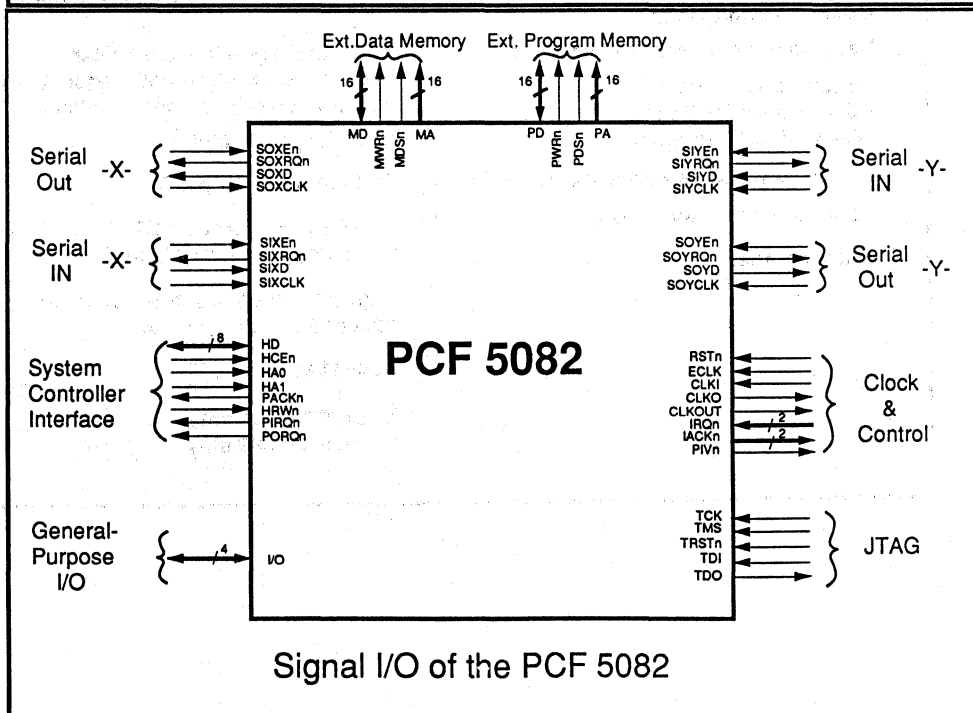 Ext.Data Memory
Ext. Program Memory
16
16
16
16
MD
MWRn
MDSn
MA
PD
PWRn
PDSn
PA
Serial
Out
-X-
SOXEn
SOXRQn
SOXD
SOXCLK
SIYEn
SIYRQn
SIYD
SIYCLK
Serial
IN
-Y-
Serial
IN
-X-
SIXEn
SIXRQn
SIXD
SIXCLK
SOYEn
SOYRQn
SOYD
SOYCLK
Serial
Out
-Y-
System
Controller
Interface
8
HD
HCEn
HA0
HA1
PACKn
HRWn
PIRQn
PORQn
PCF 5082
RSTn
ECLK
CLKI
CLKO
CLKOUT
IRQn
IACKn
PIVn
2
2
Clock
&
Control
General-
Purpose
I/O
4
I/O
TCK
TMS
TRSTn
TDI
TDO
JTAG
Signal I/O of the PCF 5082